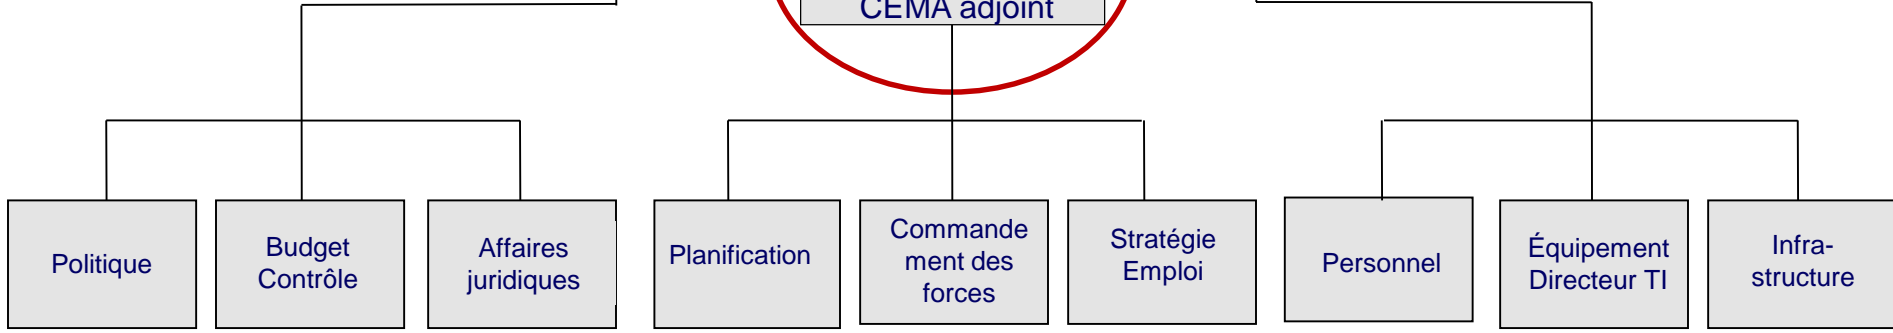 CEMA adjoint
Politique
Budget
Contrôle
Affaires
juridiques
Planification
Commande
ment des
forces
Stratégie
Emploi
Personnel
Équipement
Directeur TI
Infra-
structure